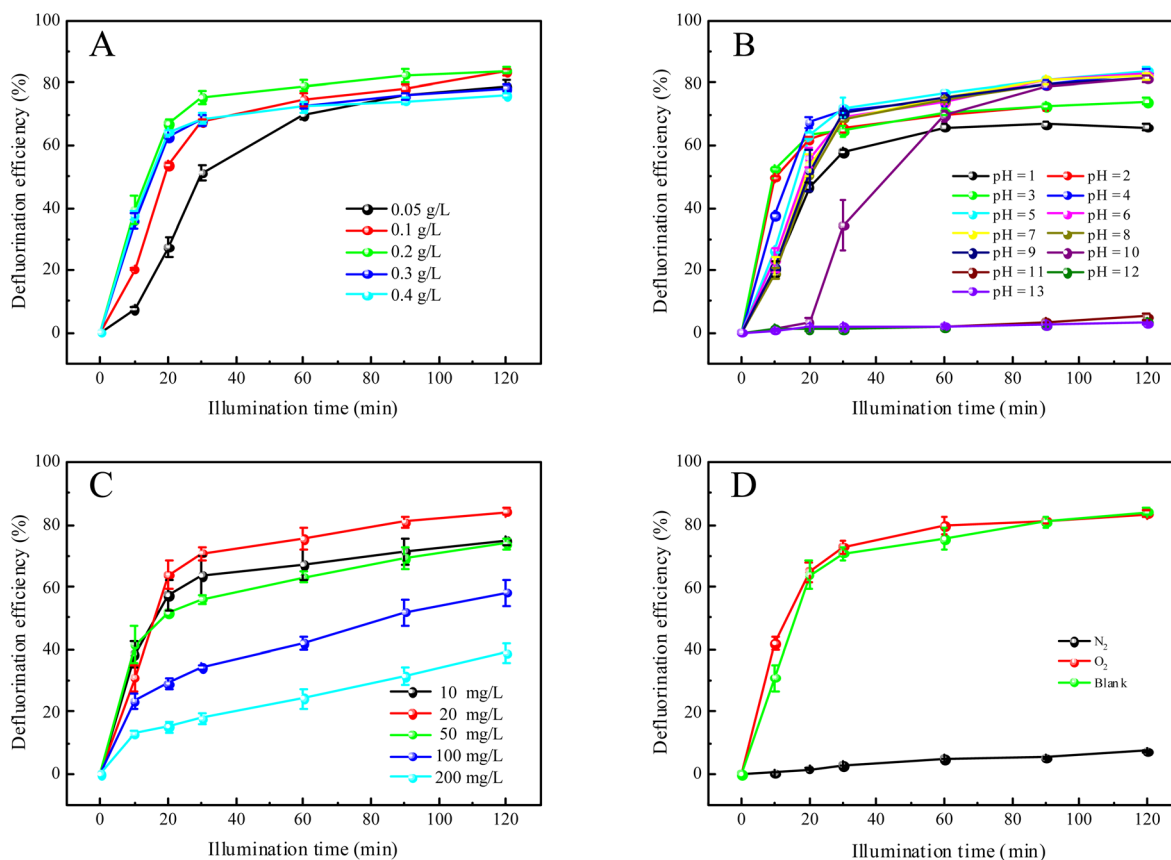 A
Defluorination efficiency (%)
100
80
60
40
20
0
0.05 g/L
0.1 g/L
0.2 g/L
0.3 g/L
0.4 g/L
0 20 40 60 80 100 120
Illumination time (min)
B
Defluorination efficiency (%)
100
80
60
40
20
0
pH = 1 pH = 2
pH = 3 pH = 4
pH = 5 pH = 6
pH = 7 pH = 8
pH = 9 pH = 10
pH = 11 pH = 12
pH = 13
0 20 40 60 80 100 120
Illumination time (min)
C
Defluorination efficiency (%)
100
80
60
40
20
0
10 mg/L
20 mg/L
50 mg/L
100 mg/L
200 mg/L
0 20 40 60 80 100 120
Illumination time (min)
D
Defluorination efficiency (%)
100
80
60
40
20
0
N₂
O₂
Blank
0 20 40 60 80 100 120
Illumination time (min)